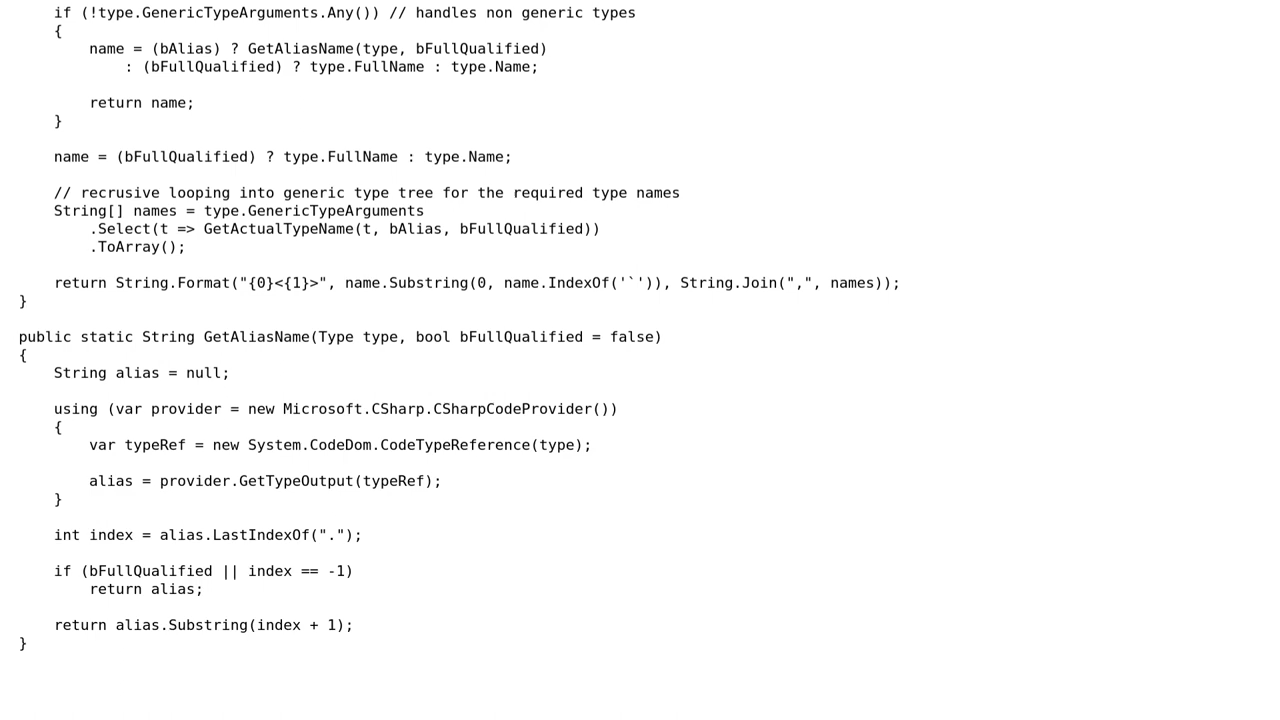 if (!type.GenericTypeArguments.Any()) // handles non generic types
{
name = (bAlias) ? GetAliasName(type, bFullQualified)
: (bFullQualified) ? type.FullName : type.Name;
return name;
}
name = (bFullQualified) ? type.FullName : type.Name;
// recrusive looping into generic type tree for the required type names
String[] names = type.GenericTypeArguments
.Select(t => GetActualTypeName(t, bAlias, bFullQualified))
.ToArray();
return String.Format("{0}<{1}>", name.Substring(0, name.IndexOf('`')), String.Join(",", names));
}
public static String GetAliasName(Type type, bool bFullQualified = false)
{
String alias = null;
using (var provider = new Microsoft.CSharp.CSharpCodeProvider())
{
var typeRef = new System.CodeDom.CodeTypeReference(type);
alias = provider.GetTypeOutput(typeRef);
}
int index = alias.LastIndexOf(".");
if (bFullQualified || index == -1)
return alias;
return alias.Substring(index + 1);
}